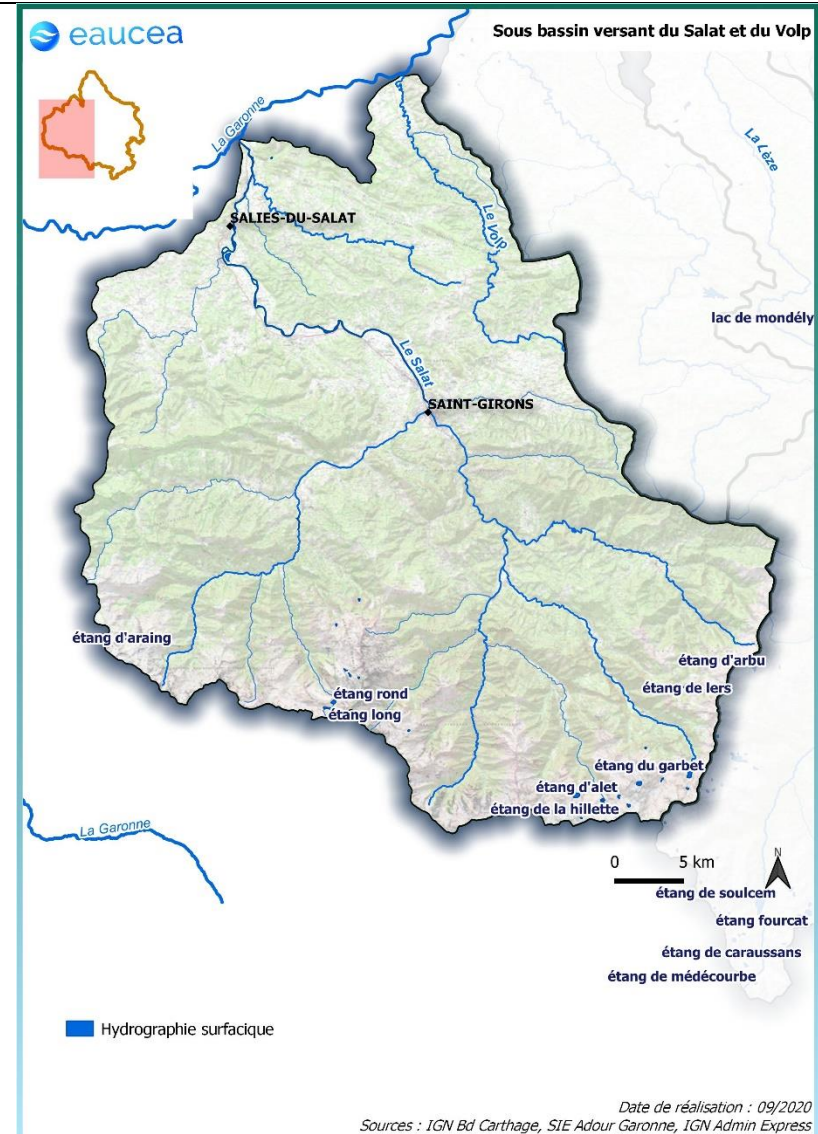 eaucea
Sous bassin versant du Salat et du Volp
La Garonne
La Lèze
SALIES-DU-SALAT
Le Volp
lac de mondély
Le Salat
SAINT-GIRONS
étang d'araing
étang d'arbu
étang de lers
étang rond
étang long
étang du garbet
étang d'alet
étang de la hillette
La Garonne
0 5 km
N
étang de soulcem
étang fourcat
étang de caraussans
étang de médécourbe
Hydrographie surfacique
Date de réalisation : 09/2020
Sources : IGN Bd Carthage, SIE Adour Garonne, IGN Admin Express